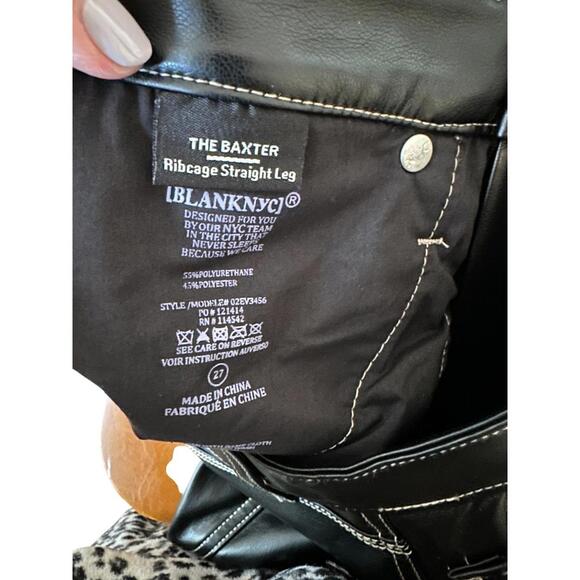 THE BAXTER
Ribcage Straight Leg
[BLANKNYC]®
DESIGNED FOR YOU
BY OUR NYC TEAM
IN THE CITY THAT
NEVER SLEEPS
BECAUSE WE CARE
55%POLYURETHANE
45%POLYESTER
STYLE /MODELE# 02EV3456
PO # 121414
RN # 114542
SEE CARE ON REVERSE
VOIR INSTRUCTION AU VERSO
27
MADE IN CHINA
FABRIQUÉ EN CHINE
CLOTH